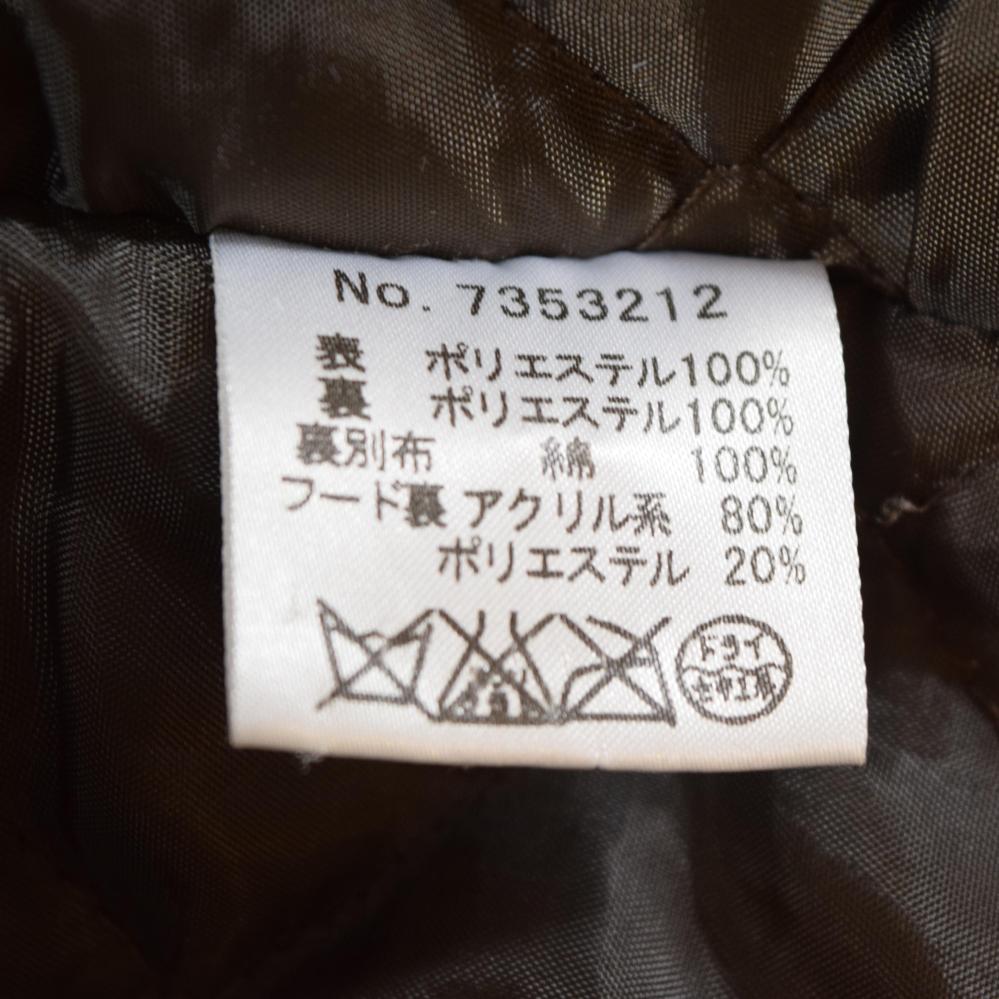 No. 7353212
表 ポリエステル100%
裏 ポリエステル100%
裏別布 綿 100%
フード裏 アクリル系 80%
ポリエステル 20%
ドライ